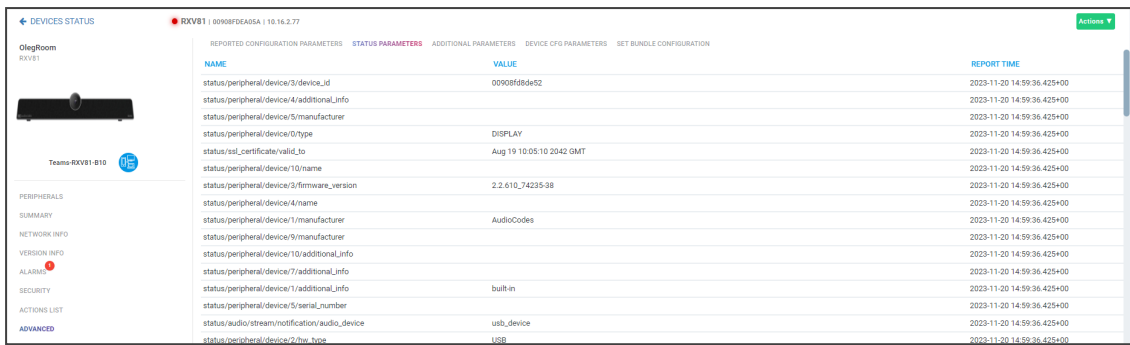 ← DEVICES STATUS
RXV81 | 00908FDEA05A | 10.16.2.77
Actions ▼
OlegRoom
RXV81
Teams-RXV81-B10
PERIPHERALS
SUMMARY
NETWORK INFO
VERSION INFO
ALARMS 1
SECURITY
ACTIONS LIST
ADVANCED
REPORTED CONFIGURATION PARAMETERS STATUS PARAMETERS ADDITIONAL PARAMETERS DEVICE CFG PARAMETERS SET BUNDLE CONFIGURATION
NAME VALUE REPORT TIME
status/peripheral/device/3/device_id 00908fd8de52 2023-11-20 14:59:36.425+00
status/peripheral/device/4/additional_info 2023-11-20 14:59:36.425+00
status/peripheral/device/5/manufacturer 2023-11-20 14:59:36.425+00
status/peripheral/device/0/type DISPLAY 2023-11-20 14:59:36.425+00
status/ssl_certificate/valid_to Aug 19 10:05:10 2042 GMT 2023-11-20 14:59:36.425+00
status/peripheral/device/10/name 2023-11-20 14:59:36.425+00
status/peripheral/device/3/firmware_version 2.2.610_74235-38 2023-11-20 14:59:36.425+00
status/peripheral/device/4/name 2023-11-20 14:59:36.425+00
status/peripheral/device/1/manufacturer AudioCodes 2023-11-20 14:59:36.425+00
status/peripheral/device/9/manufacturer 2023-11-20 14:59:36.425+00
status/peripheral/device/10/additional_info 2023-11-20 14:59:36.425+00
status/peripheral/device/7/additional_info 2023-11-20 14:59:36.425+00
status/peripheral/device/1/additional_info built-in 2023-11-20 14:59:36.425+00
status/peripheral/device/5/serial_number 2023-11-20 14:59:36.425+00
status/audio/stream/notification/audio_device usb_device 2023-11-20 14:59:36.425+00
status/peripheral/device/2/hw_type USB 2023-11-20 14:59:36.425+00